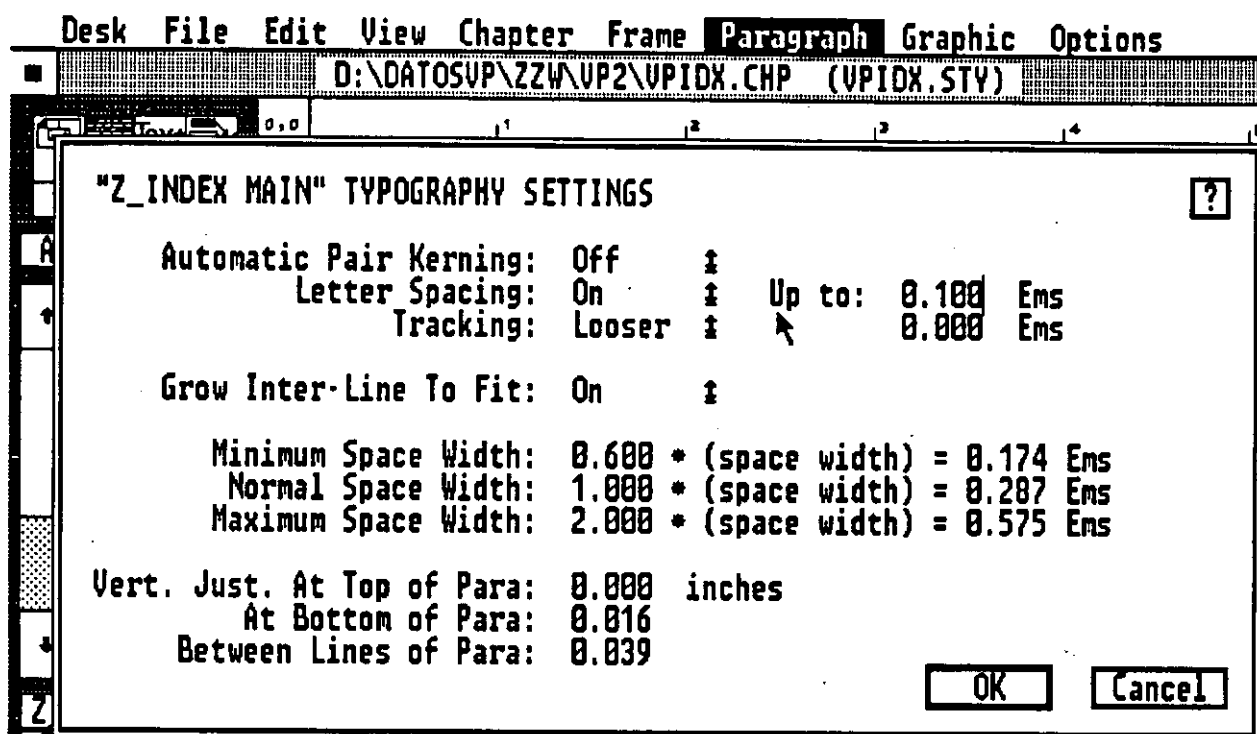 Desk File Edit View Chapter Frame Paragraph Graphic Options
D:\DATOSVP\ZZW\VP2\VPIDX.CHP (VPIDX.STY)
0,0 1 2 3 4
"Z_INDEX MAIN" TYPOGRAPHY SETTINGS ?
Automatic Pair Kerning: Off
Letter Spacing: On Up to: 0.100 Ems
Tracking: Looser 0.000 Ems
Grow Inter-Line To Fit: On
Minimum Space Width: 0.600 * (space width) = 0.174 Ems
Normal Space Width: 1.000 * (space width) = 0.287 Ems
Maximum Space Width: 2.000 * (space width) = 0.575 Ems
Vert. Just. At Top of Para: 0.000 inches
At Bottom of Para: 0.016
Between Lines of Para: 0.039
OK Cancel
Z